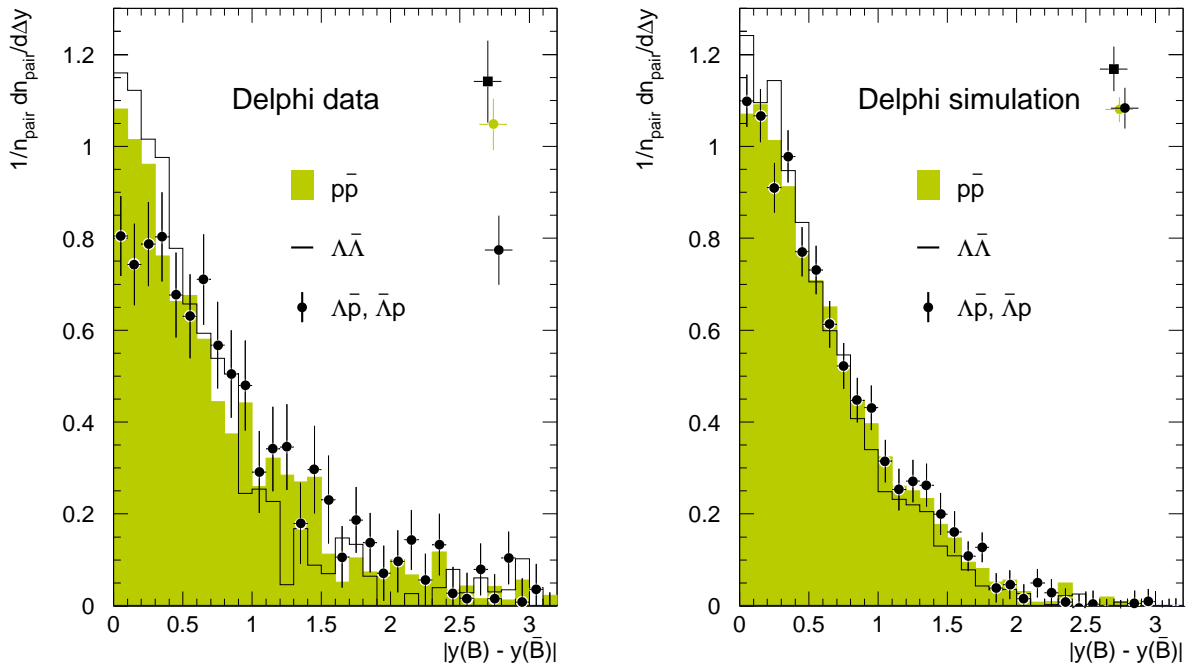 1/n_pair dn_pair/dΔy
1.2
1
0.8
0.6
0.4
0.2
0
Delphi data
pp̄
ΛΛ̄
Λp̄, Λ̄p
0 0.5 1 1.5 2 2.5 3
|y(B) - y(B̄)|
1/n_pair dn_pair/dΔy
1.2
1
0.8
0.6
0.4
0.2
0
Delphi simulation
pp̄
ΛΛ̄
Λp̄, Λ̄p
0 0.5 1 1.5 2 2.5 3
|y(B) - y(B̄)|